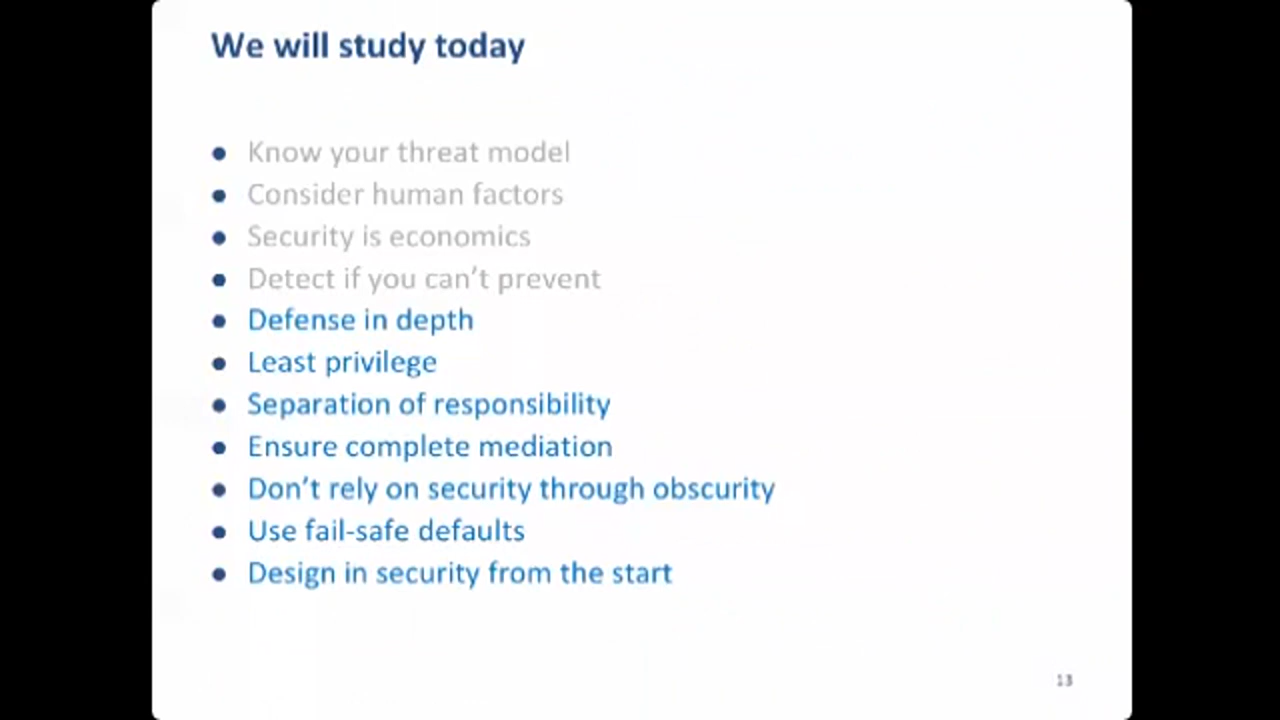 We will study today
● Know your threat model
● Consider human factors
● Security is economics
● Detect if you can't prevent
● Defense in depth
● Least privilege
● Separation of responsibility
● Ensure complete mediation
● Don't rely on security through obscurity
● Use fail-safe defaults
● Design in security from the start
13